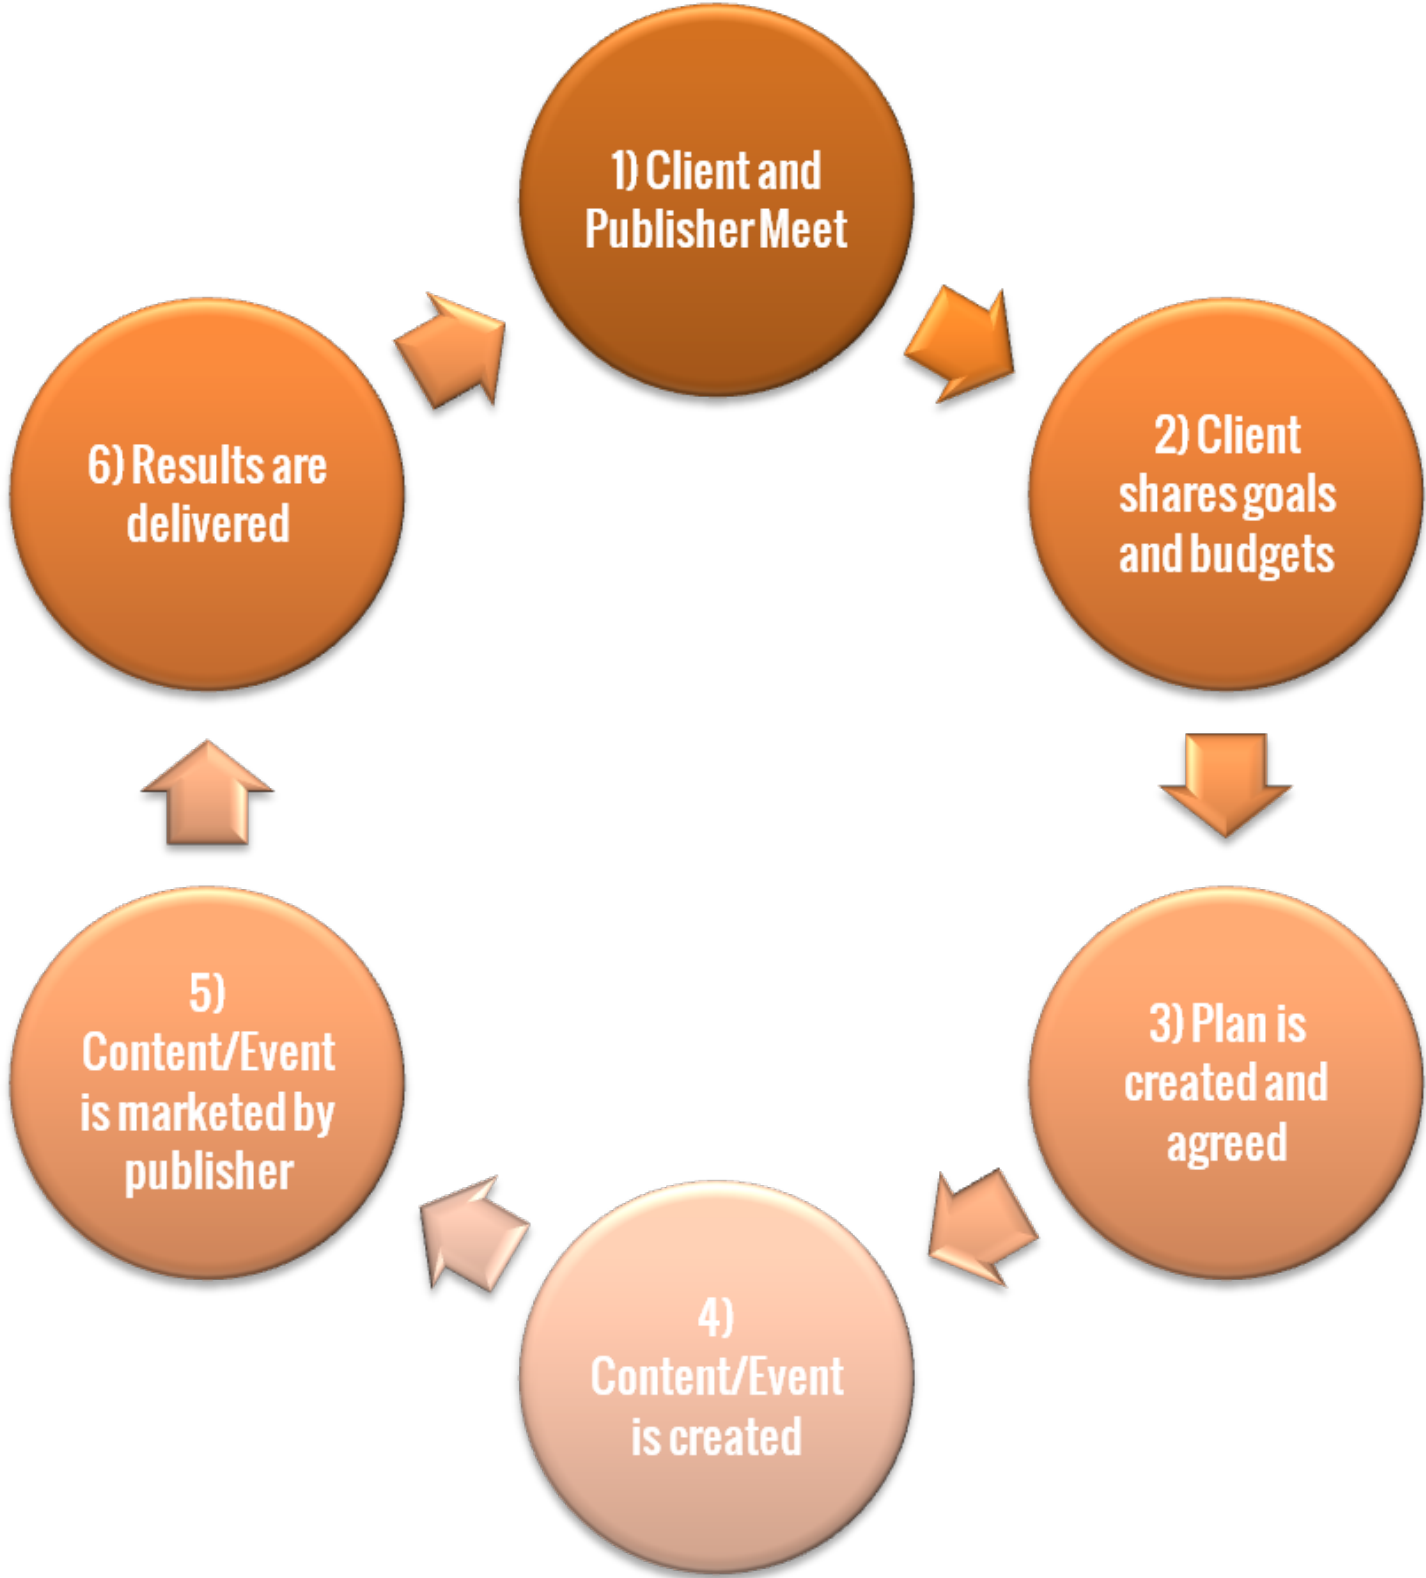 1) Client and
Publisher Meet
2) Client
shares goals
and budgets
3) Plan is
created and
agreed
4)
Content/Event
is created
5)
Content/Event
is marketed by
publisher
6) Results are
delivered